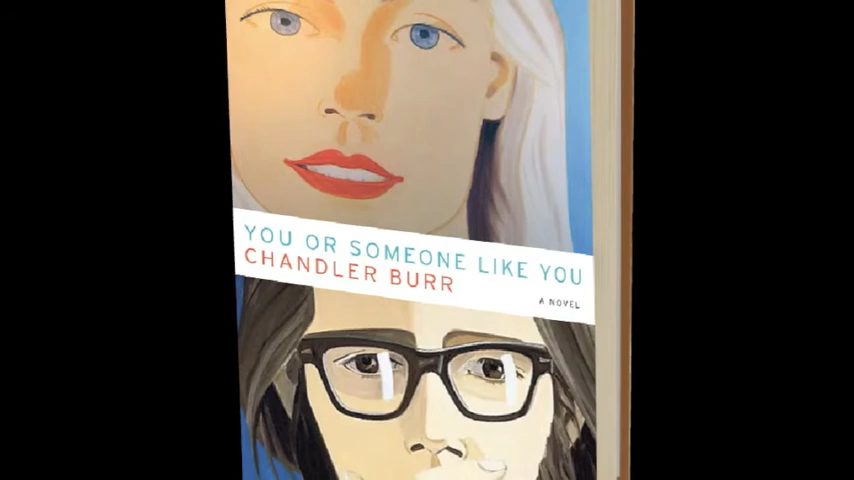 YOU OR SOMEONE LIKE YOU
CHANDLER BURR
A NOVEL